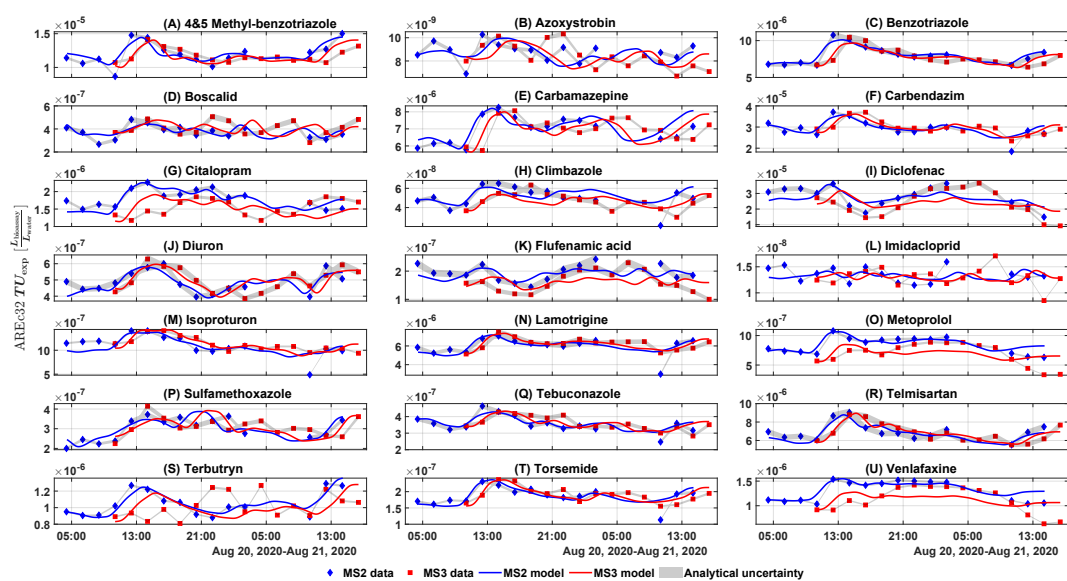 ×10⁻⁵ (A) 4&5 Methyl-benzotriazole
1.5
1
×10⁻⁹ (B) Azoxystrobin
10
8
×10⁻⁶ (C) Benzotriazole
10
5
×10⁻⁷ (D) Boscalid
6
4
2
×10⁻⁶ (E) Carbamazepine
8
7
6
×10⁻⁵ (F) Carbendazim
4
3
2
×10⁻⁶ (G) Citalopram
2
1.5
1
×10⁻⁸ (H) Climbazole
6
4
2
×10⁻⁵ (I) Diclofenac
3
2
1
×10⁻⁷ (J) Diuron
6
5
4
×10⁻⁷ (K) Flufenamic acid
2
1
×10⁻⁸ (L) Imidacloprid
1.5
1
×10⁻⁷ (M) Isoproturon
10
5
×10⁻⁶ (N) Lamotrigine
6
4
×10⁻⁷ (O) Metoprolol
10
5
×10⁻⁷ (P) Sulfamethoxazole
4
3
2
×10⁻⁷ (Q) Tebuconazole
4
3
2
×10⁻⁶ (R) Telmisartan
10
8
6
×10⁻⁶ (S) Terbutryn
1.2
1
0.8
×10⁻⁷ (T) Torsemide
2
1.5
1
×10⁻⁶ (U) Venlafaxine
1.5
1
AREc32 TU_exp [L_bioassay/L_water]
05:00 13:00 21:00 05:00 13:00
Aug 20, 2020-Aug 21, 2020
05:00 13:00 21:00 05:00 13:00
Aug 20, 2020-Aug 21, 2020
05:00 13:00 21:00 05:00 13:00
Aug 20, 2020-Aug 21, 2020
MS2 data MS3 data MS2 model MS3 model Analytical uncertainty